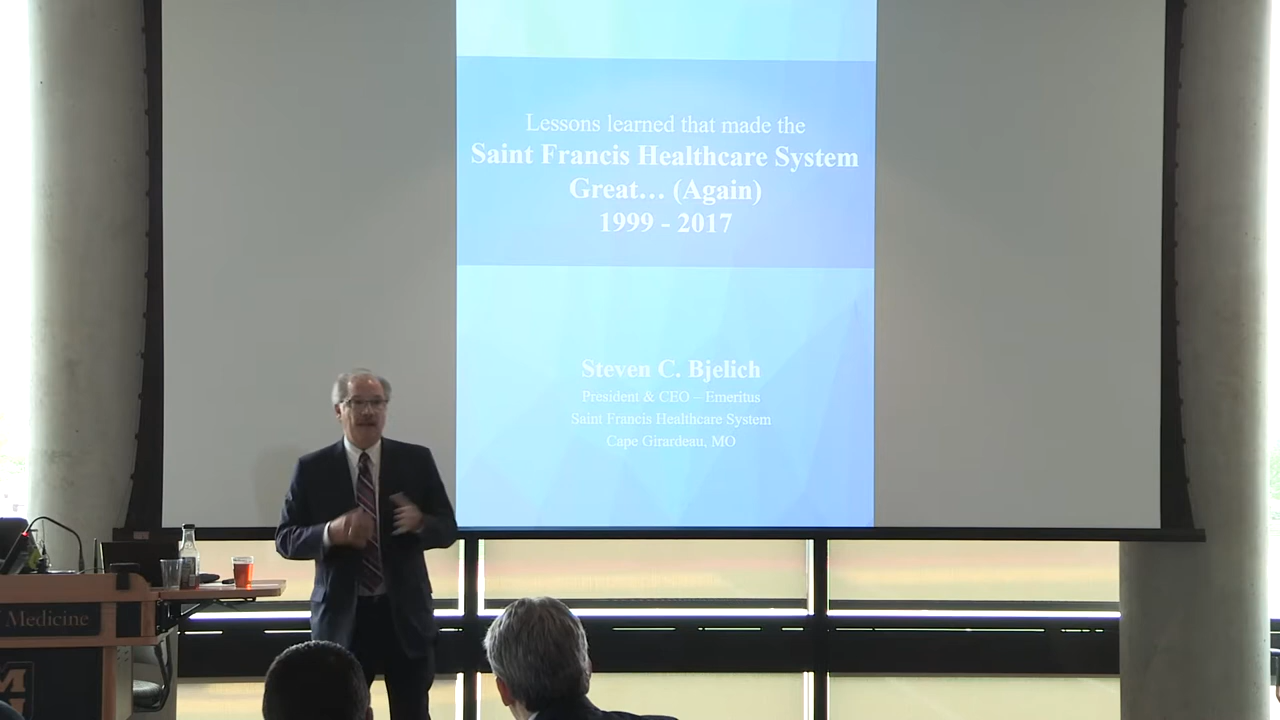 Lessons learned that made the
Saint Francis Healthcare System
Great… (Again)
1999 - 2017
Steven C. Bjelich
President & CEO – Emeritus
Saint Francis Healthcare System
Cape Girardeau, MO
Medicine